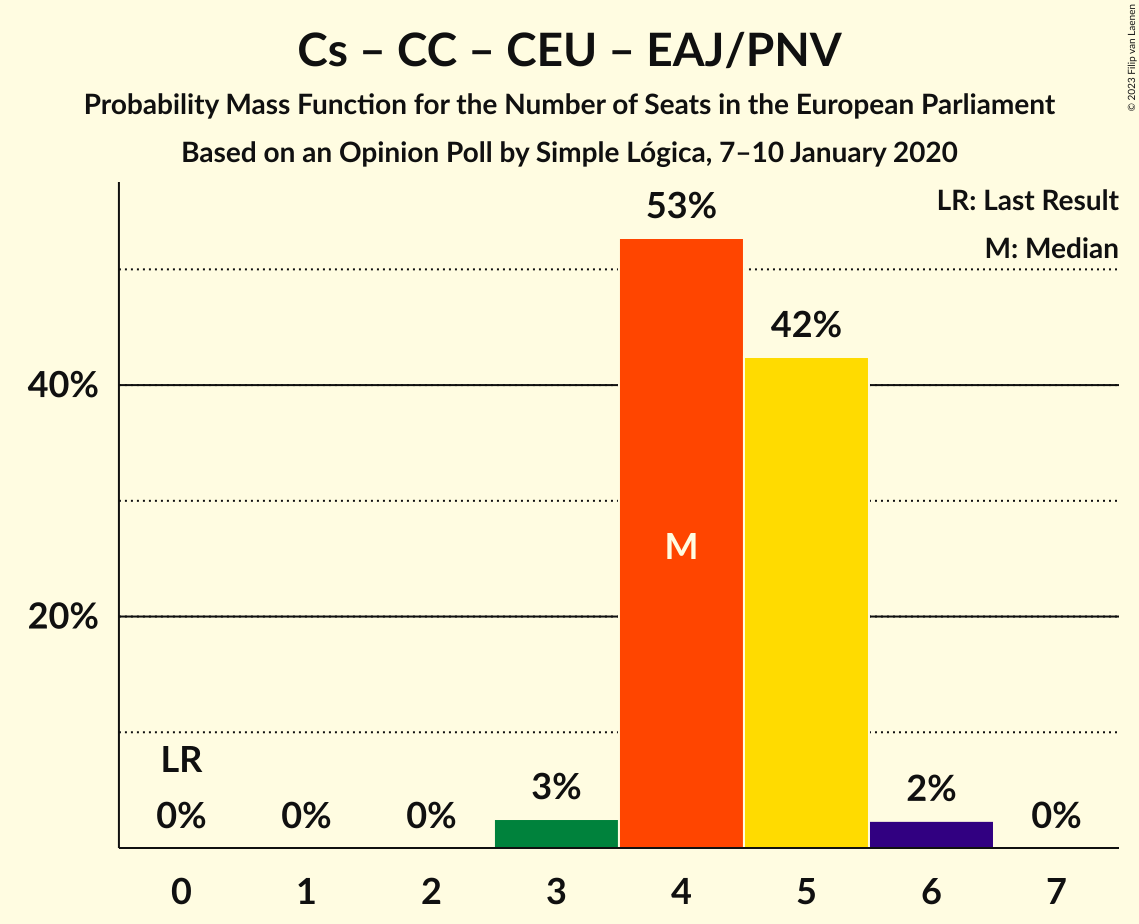 Cs – CC – CEU – EAJ/PNV
Probability Mass Function for the Number of Seats in the European Parliament
Based on an Opinion Poll by Simple Lógica, 7–10 January 2020
© 2023 Filip van Laenen
LR: Last Result
M: Median
53%
42%
40%
M
20%
LR
0%
0%
0%
3%
2%
0%
0
1
2
3
4
5
6
7